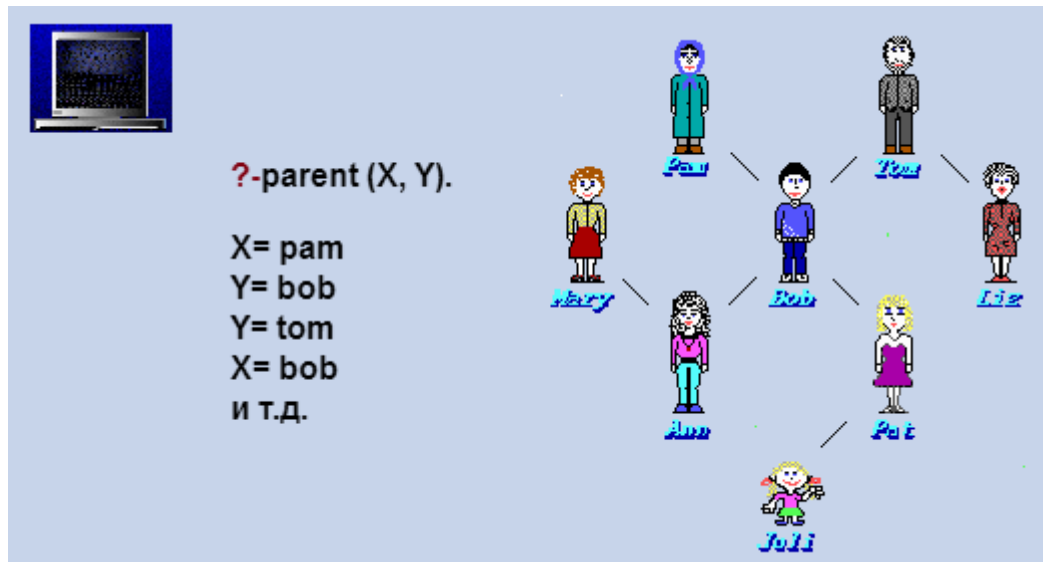 ?-parent (X, Y).
X= pam
Y= bob
Y= tom
X= bob
и т.д.
Pam
Tom
Mary
Bob
Liz
Ann
Pat
Juli